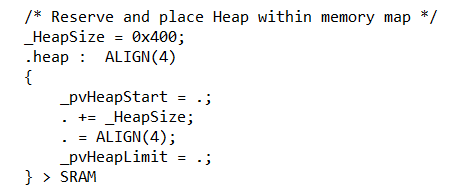 /* Reserve and place Heap within memory map */
_HeapSize = 0x400;
.heap :  ALIGN(4)
{
    _pvHeapStart = .;
    . += _HeapSize;
    . = ALIGN(4);
    _pvHeapLimit = .;
} > SRAM